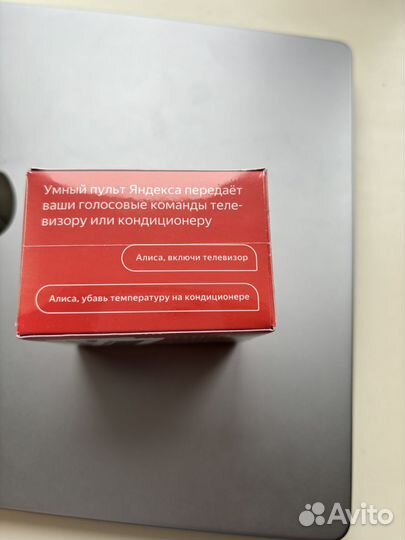 Умный пульт Яндекса передаёт
ваши голосовые команды теле-
визору или кондиционеру
Алиса, включи телевизор
Алиса, убавь температуру на кондиционере
Avito